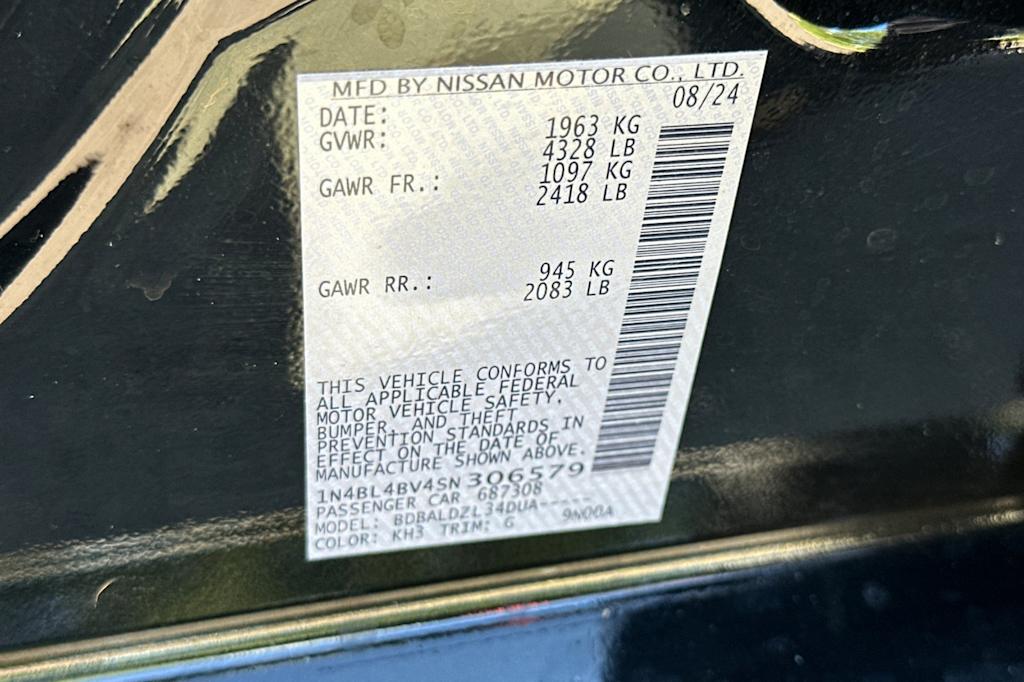 MFD BY NISSAN MOTOR CO., LTD.
DATE: 08/24
GVWR: 1963 KG
4328 LB
GAWR FR.: 1097 KG
2418 LB
GAWR RR.: 945 KG
2083 LB
THIS VEHICLE CONFORMS TO
ALL APPLICABLE FEDERAL
MOTOR VEHICLE SAFETY,
BUMPER, AND THEFT
PREVENTION STANDARDS IN
EFFECT ON THE DATE OF
MANUFACTURE SHOWN ABOVE.
1N4BL4BV4SN306579
PASSENGER CAR 687308
MODEL: BDBALDZL34DUA-----
COLOR: KH3 TRIM: G 9N00A